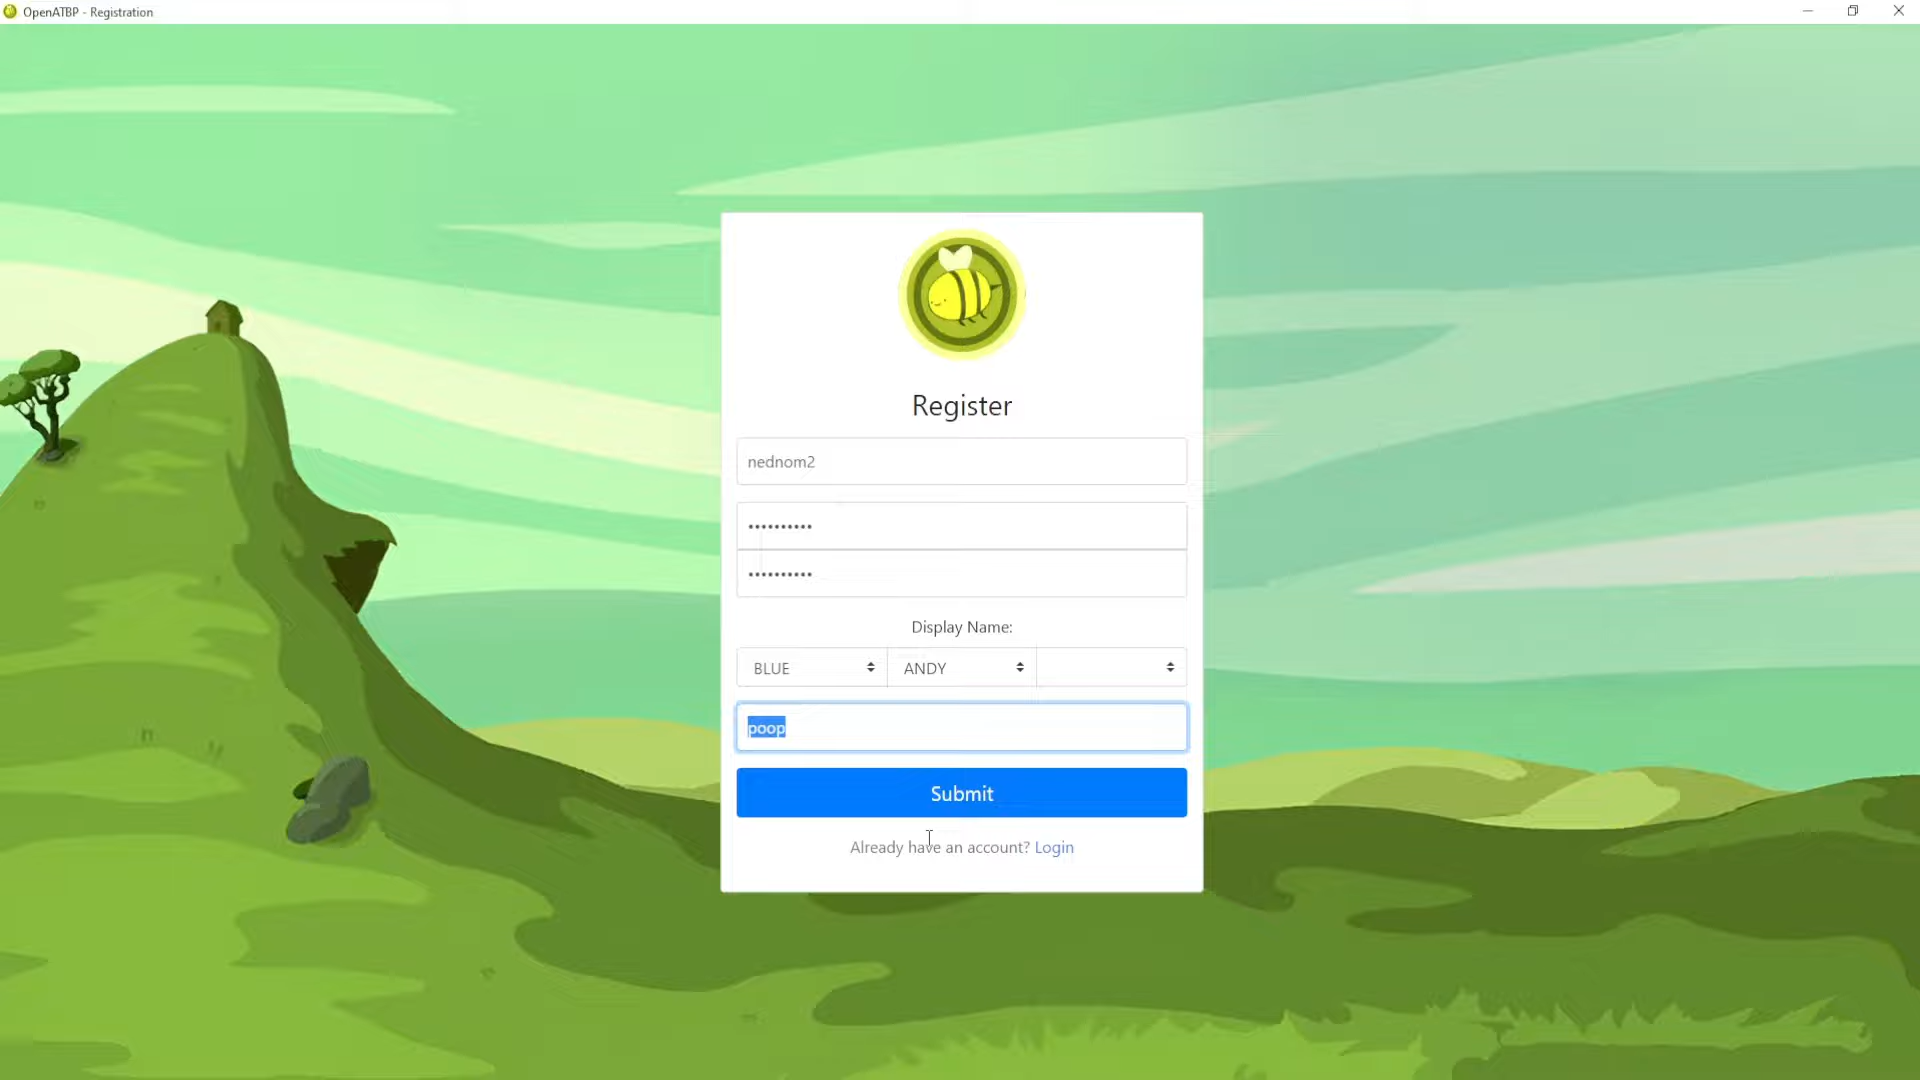 OpenATBP - Registration
Register
nednom2
••••••••••
••••••••••
Display Name:
BLUE ANDY
poop
Submit
Already have an account? Login